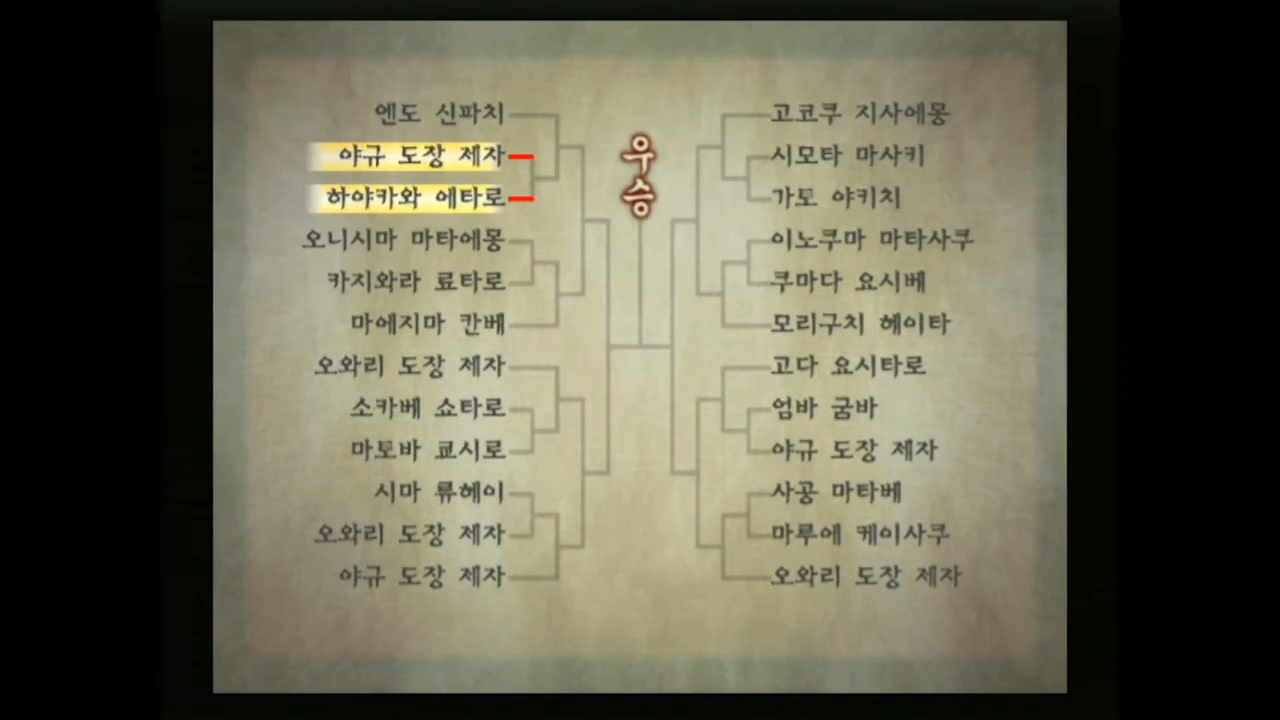 엔도 신파치
야규 도장 제자
하야카와 에타로
오니시마 마타에몽
카지와라 료타로
마에지마 칸베
오와리 도장 제자
소카베 쇼타로
마토바 쿄시로
시마 류헤이
오와리 도장 제자
야규 도장 제자
우승
고코쿠 지사에몽
시모타 마사키
가토 야키치
이노쿠마 마타사쿠
쿠마다 요시베
모리구치 헤이타
고다 요시타로
엄바 굼바
야규 도장 제자
사공 마타베
마루에 케이사쿠
오와리 도장 제자